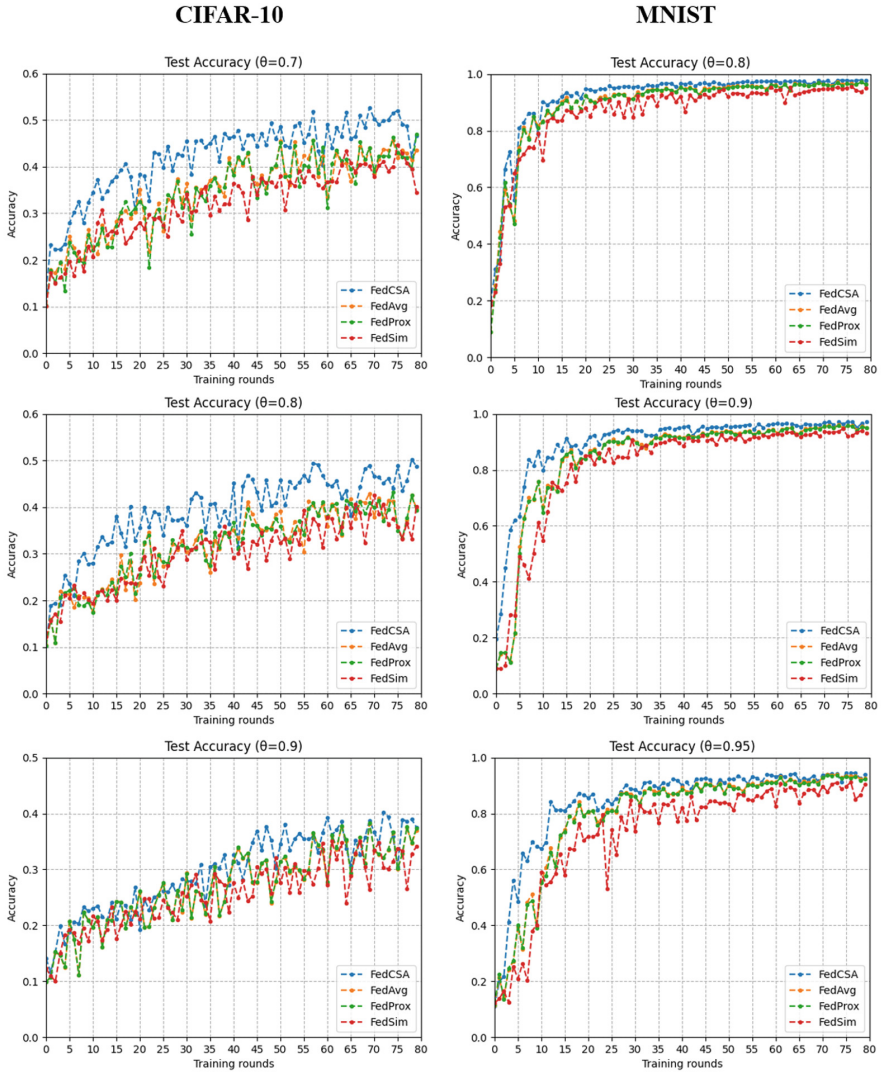 CIFAR-10
MNIST
Test Accuracy (θ=0.7)
0.6
0.5
0.4
0.3
0.2
0.1
0.0
Accuracy
0 5 10 15 20 25 30 35 40 45 50 55 60 65 70 75 80
Training rounds
FedCSA
FedAvg
FedProx
FedSim
Test Accuracy (θ=0.8)
1.0
0.8
0.6
0.4
0.2
0.0
Accuracy
0 5 10 15 20 25 30 35 40 45 50 55 60 65 70 75 80
Training rounds
FedCSA
FedAvg
FedProx
FedSim
Test Accuracy (θ=0.8)
0.6
0.5
0.4
0.3
0.2
0.1
0.0
Accuracy
0 5 10 15 20 25 30 35 40 45 50 55 60 65 70 75 80
Training rounds
FedCSA
FedAvg
FedProx
FedSim
Test Accuracy (θ=0.9)
1.0
0.8
0.6
0.4
0.2
0.0
Accuracy
0 5 10 15 20 25 30 35 40 45 50 55 60 65 70 75 80
Training rounds
FedCSA
FedAvg
FedProx
FedSim
Test Accuracy (θ=0.9)
0.5
0.4
0.3
0.2
0.1
0.0
Accuracy
0 5 10 15 20 25 30 35 40 45 50 55 60 65 70 75 80
Training rounds
FedCSA
FedAvg
FedProx
FedSim
Test Accuracy (θ=0.95)
1.0
0.8
0.6
0.4
0.2
0.0
Accuracy
0 5 10 15 20 25 30 35 40 45 50 55 60 65 70 75 80
Training rounds
FedCSA
FedAvg
FedProx
FedSim